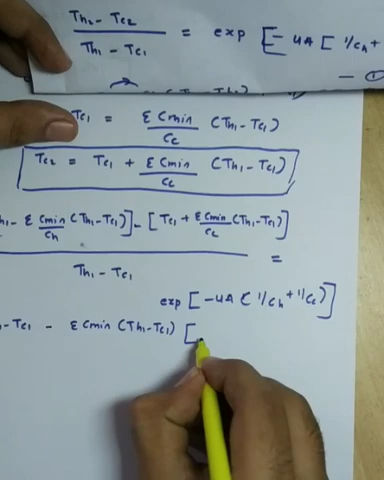 Th2 - Tc2 / Th1 - Tc1 = exp [- UA [ 1/Ch +
— ①
Tc1 = ε Cmin / Cc (Th1 - Tc1)
Tc2 = Tc1 + ε Cmin / Cc (Th1 - Tc1)
- ε Cmin / Ch (Th1 - Tc1)] - [Tc1 + ε Cmin / Cc (Th1 - Tc1)] / Th1 - Tc1 =
exp [-UA ( 1/Ch + 1/Cc)]
- Tc1 - ε Cmin (Th1 - Tc1) [